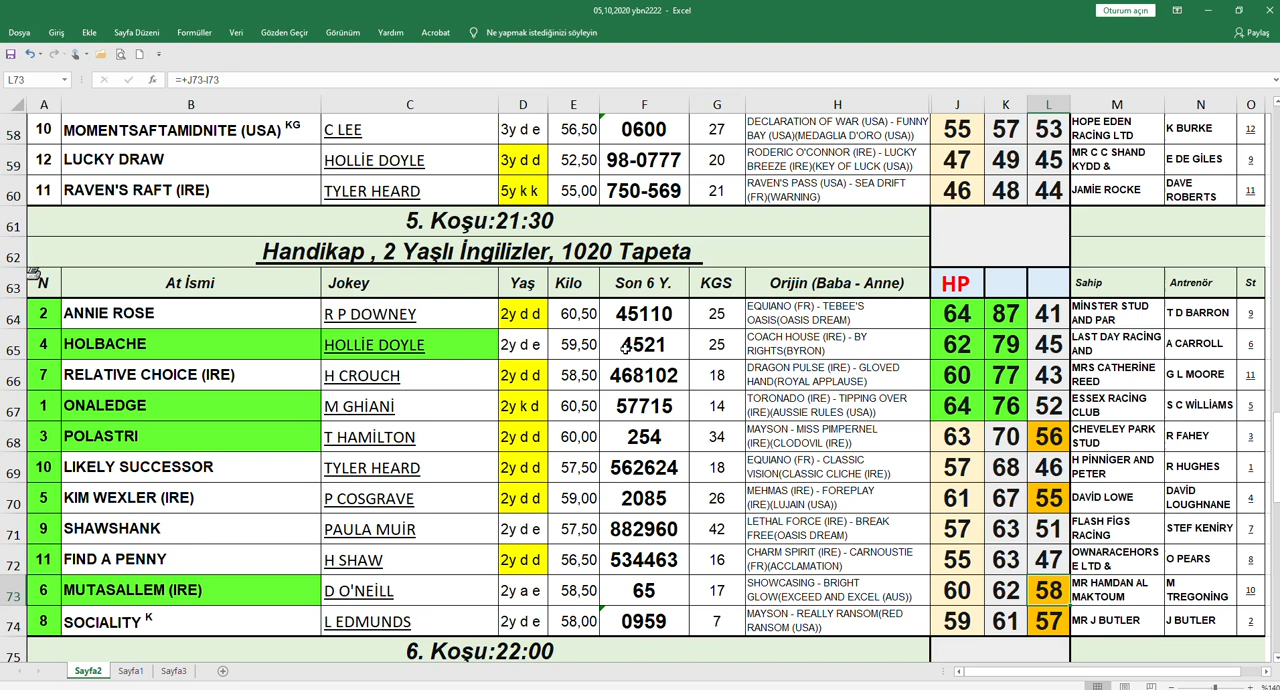 05,10,2020 ybn2222 - Excel
Oturum açın
Dosya Giriş Ekle Sayfa Düzeni Formüller Veri Gözden Geçir Görünüm Yardım Acrobat Ne yapmak istediğinizi söyleyin Paylaş
L73 fx =+J73-I73
A B C D E F G H J K L M N O
58 10 MOMENTSAFTAMIDNITE (USA) KG C LEE 3y d e 56,50 0600 27 DECLARATION OF WAR (USA) - FUNNY BAY (USA)(MEDAGLIA D'ORO (USA)) 55 57 53 HOPE EDEN RACİNG LTD K BURKE 12
59 12 LUCKY DRAW HOLLİE DOYLE 3y d d 52,50 98-0777 20 RODERIC O'CONNOR (IRE) - LUCKY BREEZE (IRE)(KEY OF LUCK (USA)) 47 49 45 MR C C SHAND KYDD & E DE GİLES 9
60 11 RAVEN'S RAFT (IRE) TYLER HEARD 5y k k 55,00 750-569 21 RAVEN'S PASS (USA) - SEA DRIFT (FR)(WARNING) 46 48 44 JAMİE ROCKE DAVE ROBERTS 11
61 5. Koşu:21:30
62 Handikap , 2 Yaşlı İngilizler, 1020 Tapeta
63 N At İsmi Jokey Yaş Kilo Son 6 Y. KGS Orijin (Baba - Anne) HP Sahip Antrenör St
64 2 ANNIE ROSE R P DOWNEY 2y d d 60,50 45110 25 EQUIANO (FR) - TEBEE'S OASIS(OASIS DREAM) 64 87 41 MİNSTER STUD AND PAR T D BARRON 9
65 4 HOLBACHE HOLLİE DOYLE 2y d e 59,50 4521 25 COACH HOUSE (IRE) - BY RIGHTS(BYRON) 62 79 45 LAST DAY RACİNG AND A CARROLL 6
66 7 RELATIVE CHOICE (IRE) H CROUCH 2y d d 58,50 468102 18 DRAGON PULSE (IRE) - GLOVED HAND(ROYAL APPLAUSE) 60 77 43 MRS CATHERİNE REED G L MOORE 11
67 1 ONALEDGE M GHİANİ 2y k d 60,50 57715 14 TORONADO (IRE) - TIPPING OVER (IRE)(AUSSIE RULES (USA)) 64 76 52 ESSEX RACİNG CLUB S C WİLLİAMS 5
68 3 POLASTRI T HAMİLTON 2y d d 60,00 254 34 MAYSON - MISS PIMPERNEL (IRE)(CLODOVIL (IRE)) 63 70 56 CHEVELEY PARK STUD R FAHEY 3
69 10 LIKELY SUCCESSOR TYLER HEARD 2y d d 57,50 562624 18 EQUIANO (FR) - CLASSIC VISION(CLASSIC CLICHE (IRE)) 57 68 46 H PİNNİGER AND PETER R HUGHES 1
70 5 KIM WEXLER (IRE) P COSGRAVE 2y d d 59,00 2085 26 MEHMAS (IRE) - FOREPLAY (IRE)(LUJAIN (USA)) 61 67 55 DAVİD LOWE DAVİD LOUGHNANE 4
71 9 SHAWSHANK PAULA MUİR 2y d e 57,50 882960 42 LETHAL FORCE (IRE) - BREAK FREE(OASIS DREAM) 57 63 51 FLASH FİGS RACİNG STEF KENİRY 7
72 11 FIND A PENNY H SHAW 2y d d 56,50 534463 16 CHARM SPIRIT (IRE) - CARNOUSTIE (FR)(ACCLAMATION) 55 63 47 OWNARACEHORS E LTD & O PEARS 8
73 6 MUTASALLEM (IRE) D O'NEİLL 2y a e 58,50 65 17 SHOWCASING - BRIGHT GLOW(EXCEED AND EXCEL (AUS)) 60 62 58 MR HAMDAN AL MAKTOUM M TREGONİNG 10
74 8 SOCIALITY K L EDMUNDS 2y d e 58,00 0959 7 MAYSON - REALLY RANSOM(RED RANSOM (USA)) 59 61 57 MR J BUTLER J BUTLER 2
75 6. Koşu:22:00
Sayfa2 Sayfa1 Sayfa3
%140